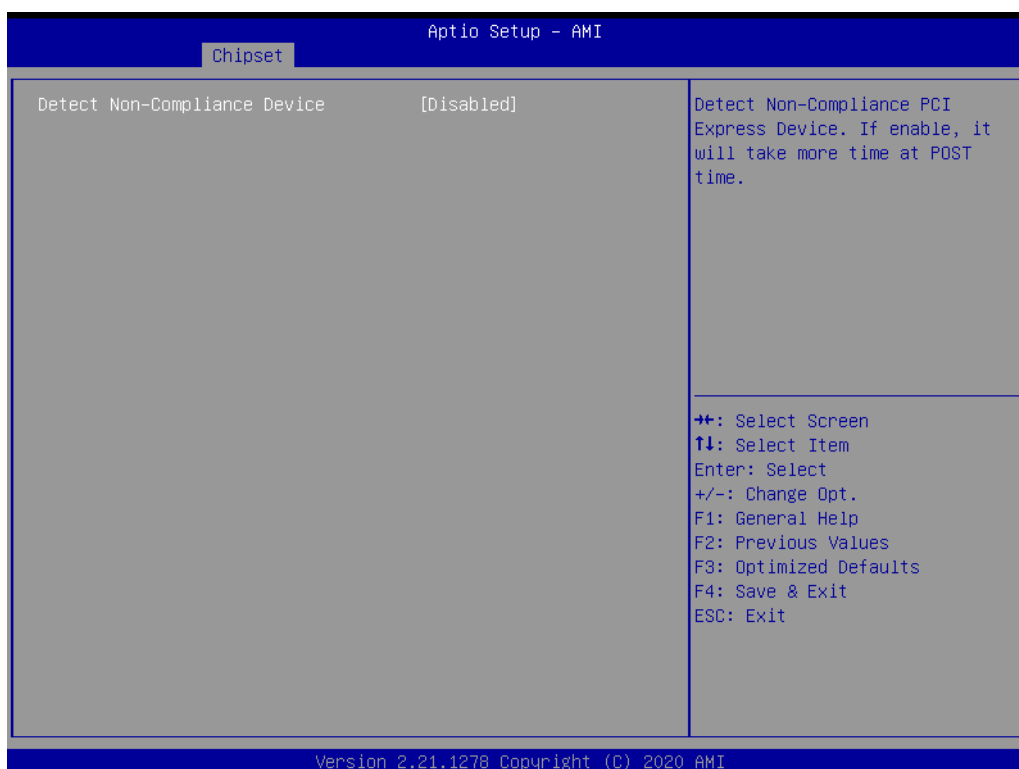 Aptio Setup – AMI
Chipset
Detect Non-Compliance Device [Disabled]
Detect Non-Compliance PCI
Express Device. If enable, it
will take more time at POST
time.
→←: Select Screen
↑↓: Select Item
Enter: Select
+/-: Change Opt.
F1: General Help
F2: Previous Values
F3: Optimized Defaults
F4: Save & Exit
ESC: Exit
Version 2.21.1278 Copyright (C) 2020 AMI